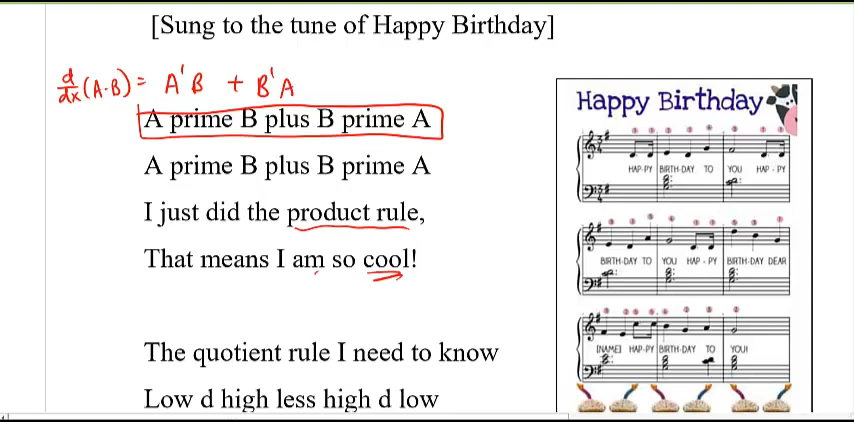 [Sung to the tune of Happy Birthday]
d/dx (A·B) = A'B + B'A
A prime B plus B prime A
A prime B plus B prime A
I just did the product rule,
That means I am so cool!
The quotient rule I need to know
Low d high less high d low
Happy Birthday
HAP-PY BIRTH-DAY TO YOU HAP - PY
BIRTH-DAY TO YOU HAP - PY BIRTH-DAY DEAR
[NAME] HAP-PY BIRTH-DAY TO YOU!